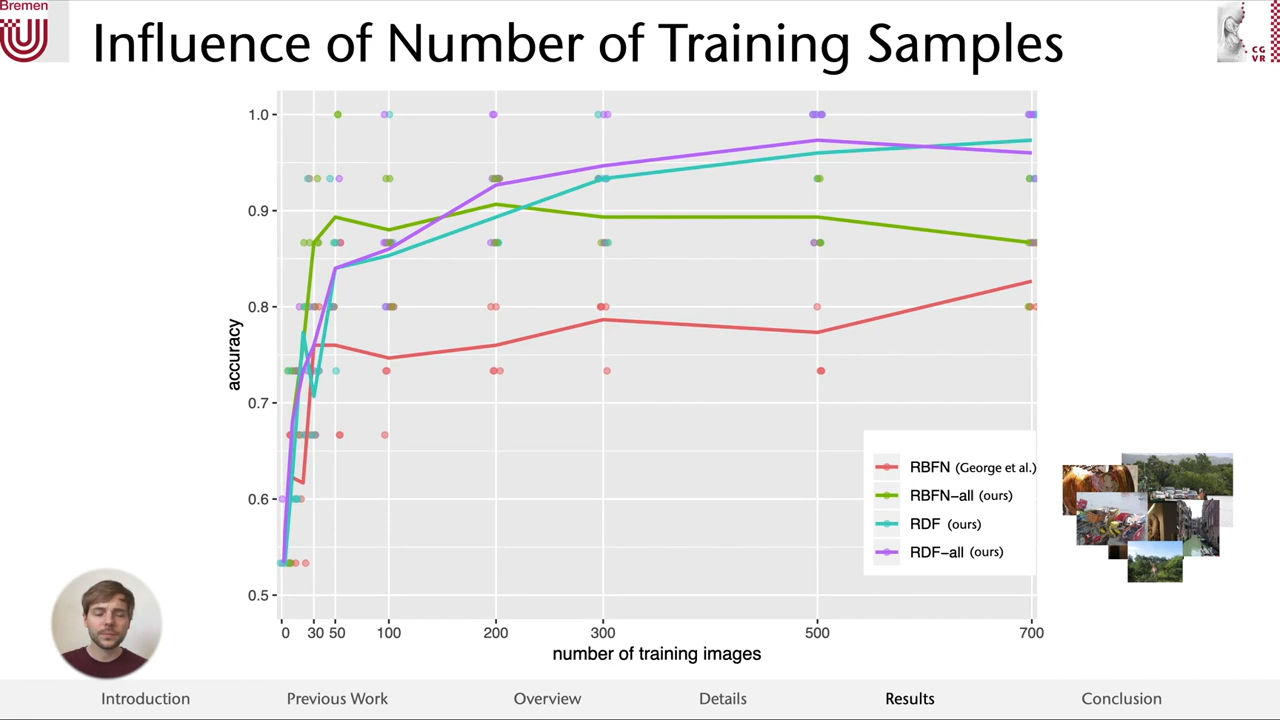 Bremen
Influence of Number of Training Samples
CG
VR
1.0
0.9
0.8
0.7
0.6
0.5
accuracy
RBFN (George et al.)
RBFN-all (ours)
RDF (ours)
RDF-all (ours)
0 30 50 100 200 300 500 700
number of training images
Introduction Previous Work Overview Details Results Conclusion